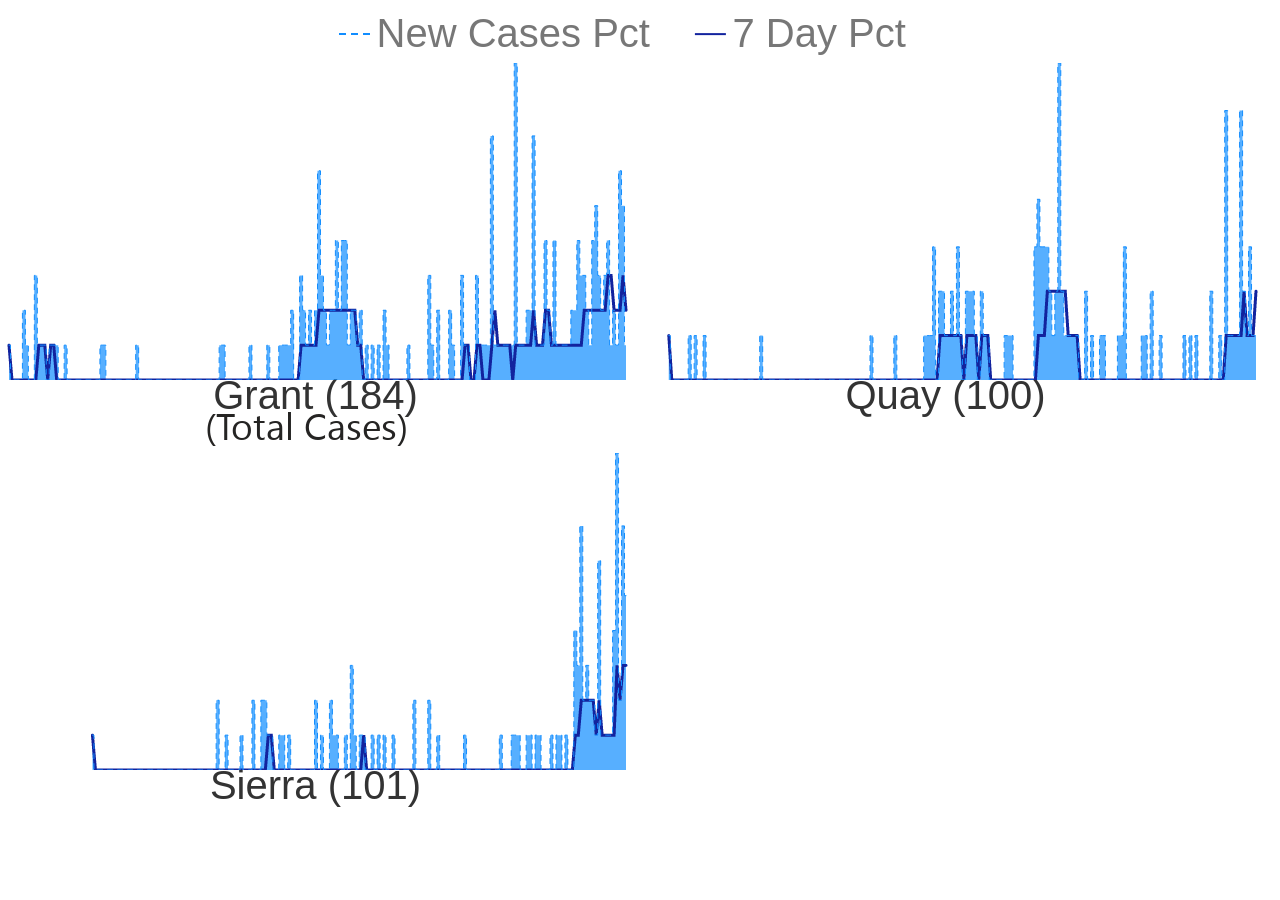 New Cases Pct 7 Day Pct
Grant (184)
(Total Cases)
Quay (100)
Sierra (101)